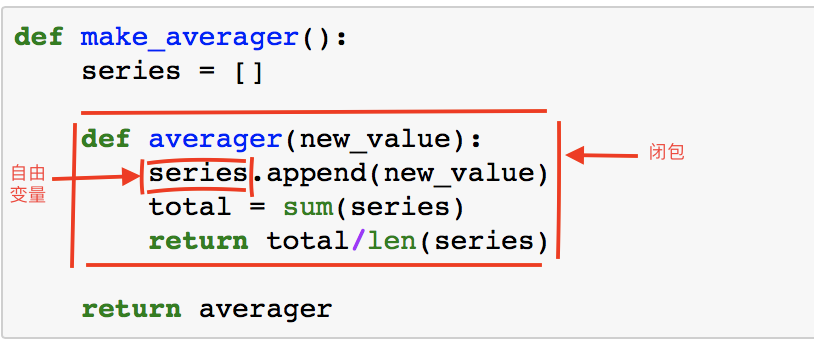 def make_averager():
series = []
def averager(new_value):
闭包
自由
变量
series.append(new_value)
total = sum(series)
return total/len(series)
return averager